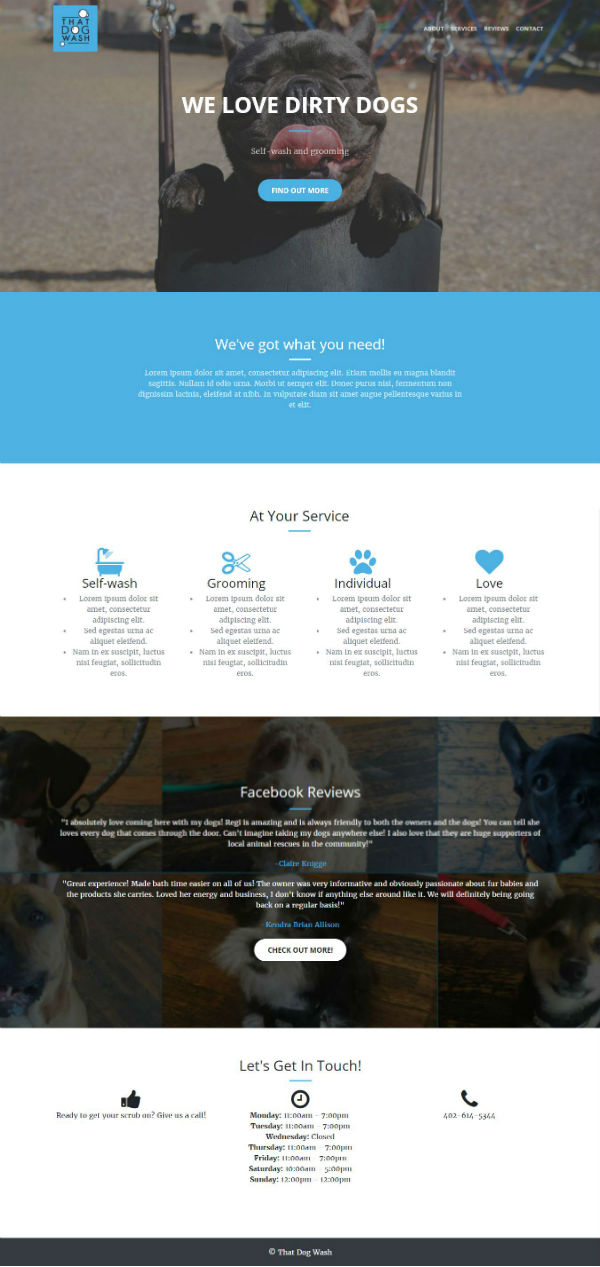 THAT
DOG
WASH
ABOUT SERVICES REVIEWS CONTACT
WE LOVE DIRTY DOGS
Self-wash and grooming
FIND OUT MORE
We've got what you need!
Lorem ipsum dolor sit amet, consectetur adipiscing elit. Etiam mollis eu magna blandit
sagittis. Nullam id odio urna. Morbi ut semper elit. Donec purus nisi, fermentum non
dignissim lacinia, eleifend at nibh. In vulputate diam sit amet augue pellentesque varius in
et elit.
At Your Service
Self-wash
• Lorem ipsum dolor sit
amet, consectetur
adipiscing elit.
• Sed egestas urna ac
aliquet eleifend.
• Nam in ex suscipit, luctus
nisi feugiat, sollicitudin
eros.
Grooming
• Lorem ipsum dolor sit
amet, consectetur
adipiscing elit.
• Sed egestas urna ac
aliquet eleifend.
• Nam in ex suscipit, luctus
nisi feugiat, sollicitudin
eros.
Individual
• Lorem ipsum dolor sit
amet, consectetur
adipiscing elit.
• Sed egestas urna ac
aliquet eleifend.
• Nam in ex suscipit, luctus
nisi feugiat, sollicitudin
eros.
Love
• Lorem ipsum dolor sit
amet, consectetur
adipiscing elit.
• Sed egestas urna ac
aliquet eleifend.
• Nam in ex suscipit, luctus
nisi feugiat, sollicitudin
eros.
Facebook Reviews
"I absolutely love coming here with my dogs! Regi is amazing and is always friendly to both the owners and the dogs! You can tell she
loves every dog that comes through the door. Can't imagine taking my dogs anywhere else! I also love that they are huge supporters of
local animal rescues in the community!"
-Claire Knigge
"Great experience! Made bath time easier on all of us! The owner was very informative and obviously passionate about fur babies and
the products she carries. Loved her energy and business, I don't know if anything else around like it. We will definitely being going
back on a regular basis!"
Kendra Brian Allison
CHECK OUT MORE!
Let's Get In Touch!
Ready to get your scrub on? Give us a call!
Monday: 11:00am – 7:00pm
Tuesday: 11:00am – 7:00pm
Wednesday: Closed
Thursday: 11:00am – 7:00pm
Friday: 11:00am – 7:00pm
Saturday: 10:00am – 5:00pm
Sunday: 12:00pm – 12:00pm
402-614-5344
© That Dog Wash